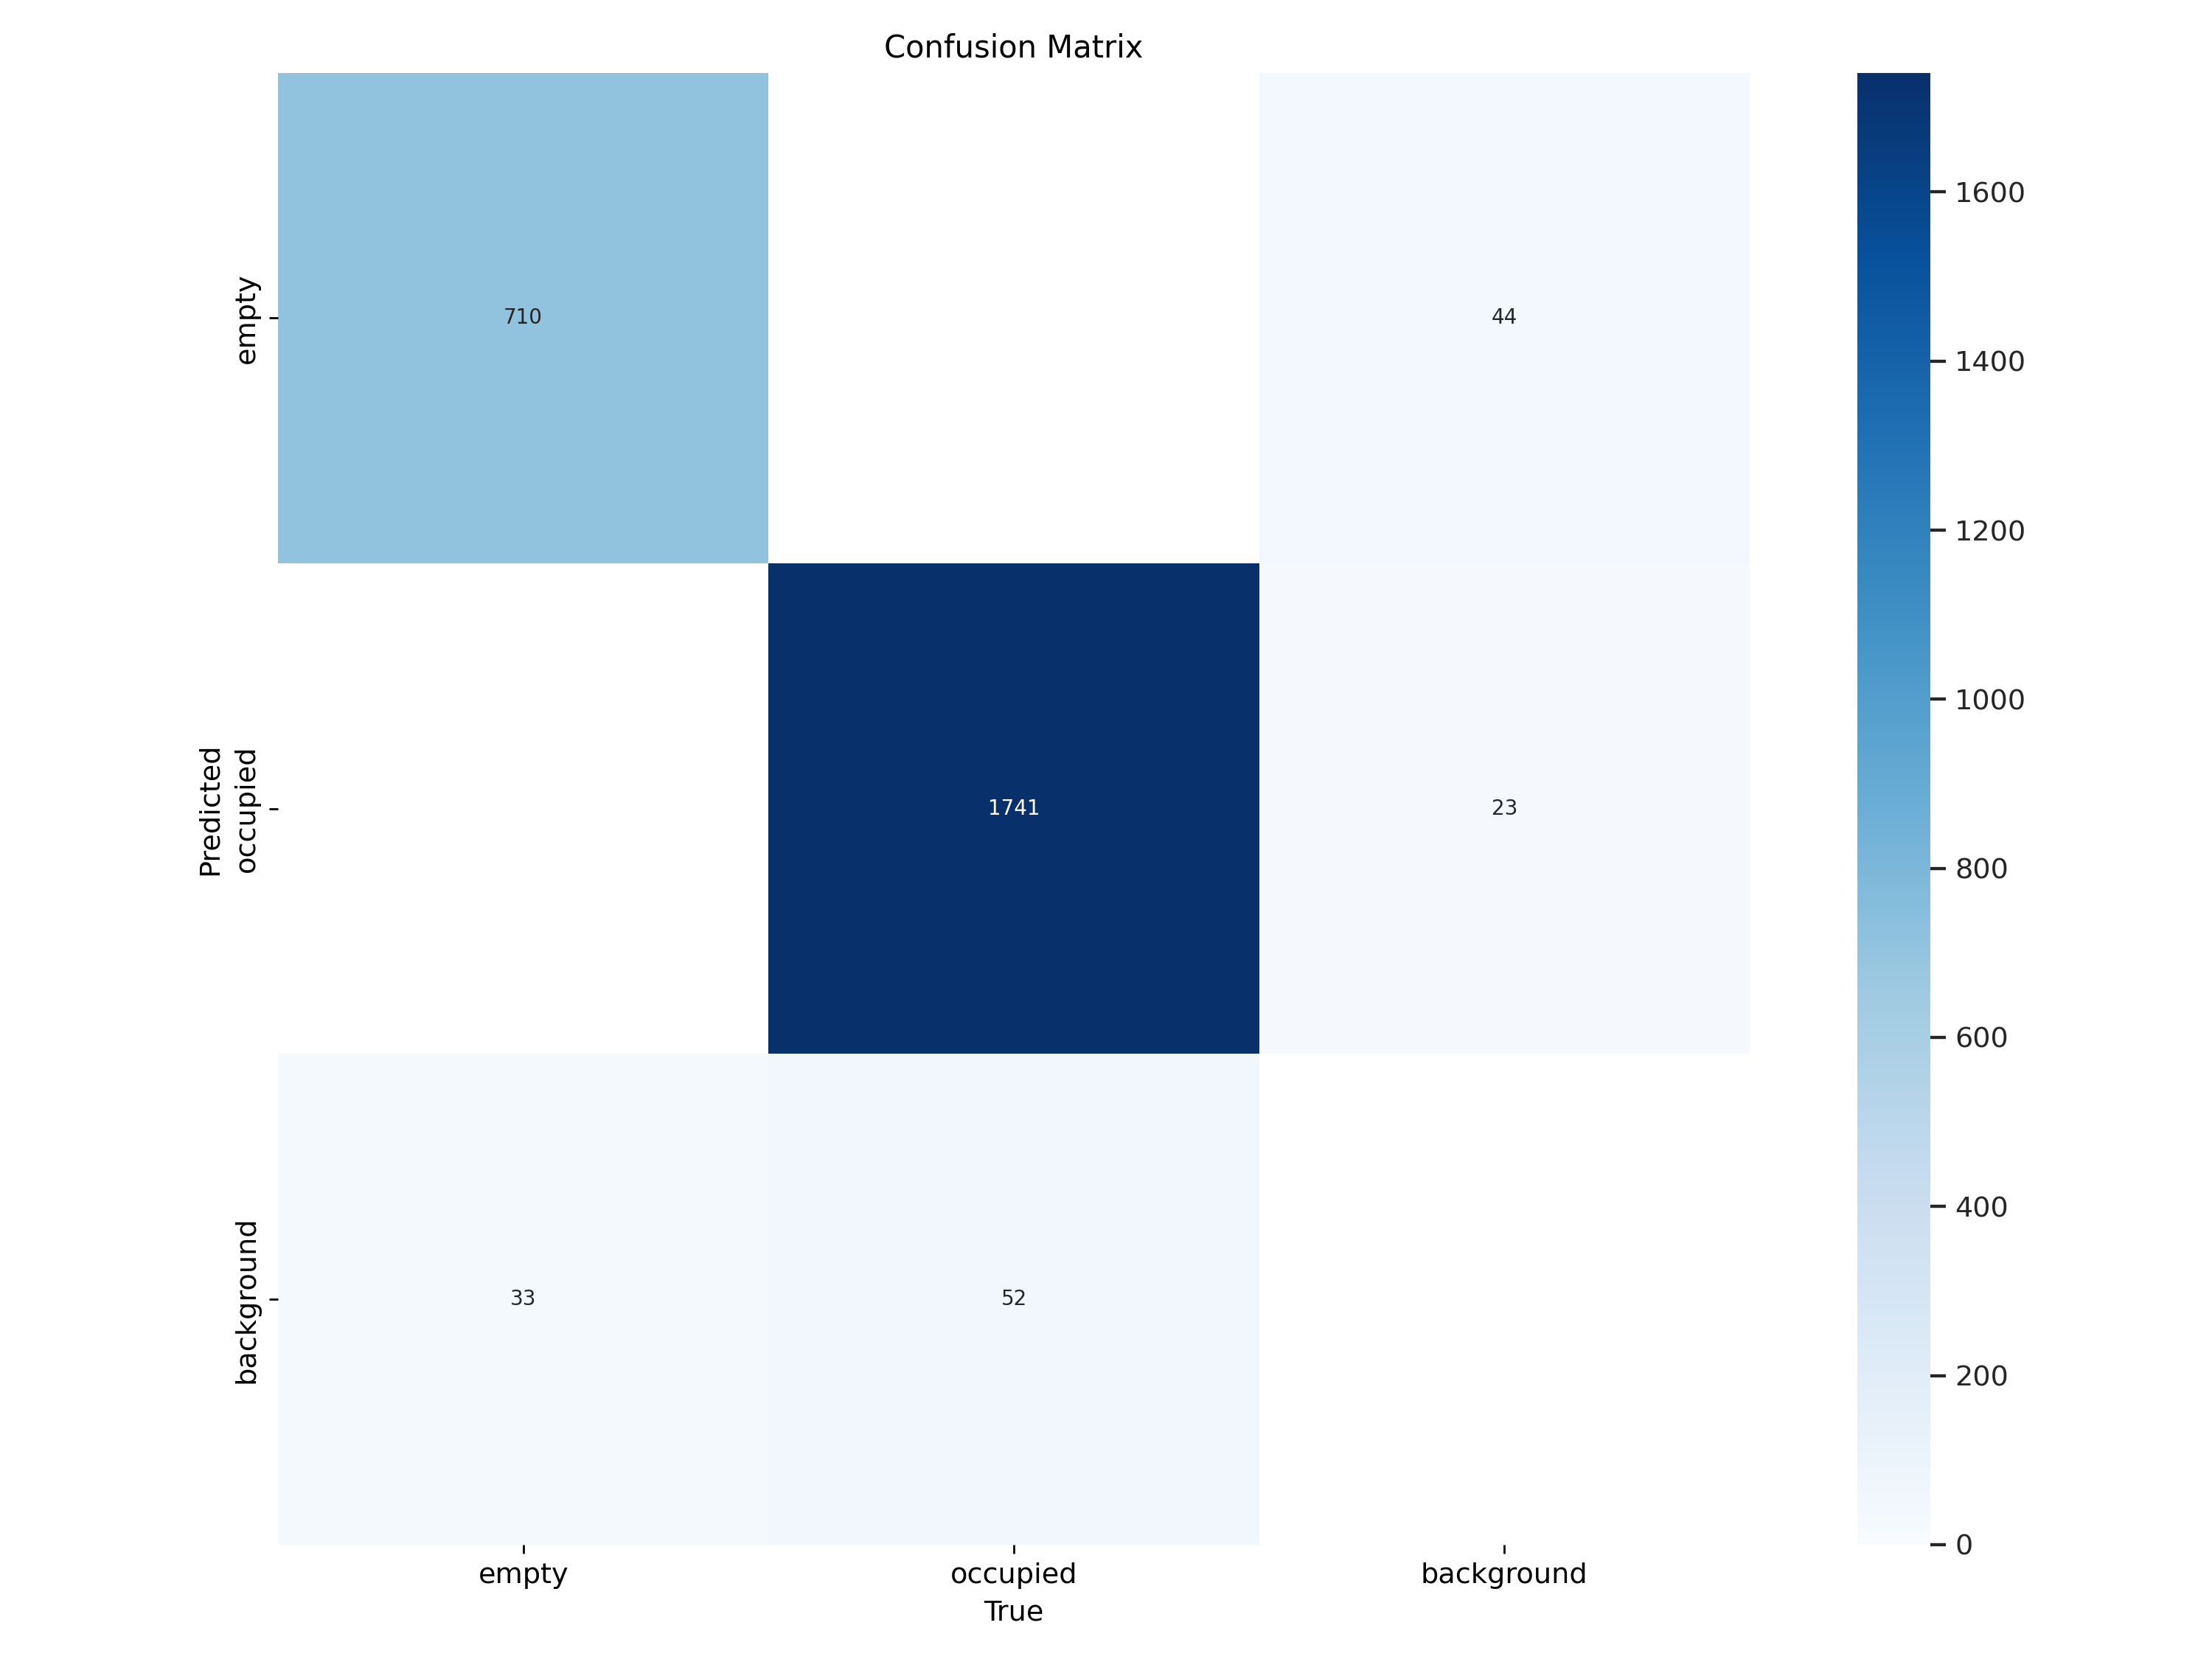 Confusion Matrix
empty
710
44
1600
1400
1200
1000
800
600
400
200
0
Predicted
occupied
1741
23
background
33
52
empty
occupied
background
True